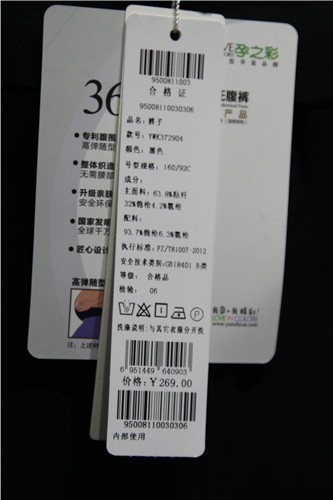 9500811003
合格证
95008110030306
品名:裤子
款号:YWK372904
颜色:黑色
号型规格:160/92C
成分:
主面料:63.8%粘纤
32%锦纶4.2%氨纶
配料:
93.7%锦纶6.3%氨纶
执行标准:FZ/T81007-2012
安全技术类别:GB18401 B类
等级: 合格品
检验: 06
洗涤说明:与其它衣服分开洗
6 951449 640903
价格:￥269.00
95008110030306
内部使用
36
专利腹型
高弹随型
整体织造
无需腰部
升级亲肤
安全环保
国家发明
全球千万
匠心设计
高弹随型
孕之彩
腹裤
产品
LOVE IN COLORS